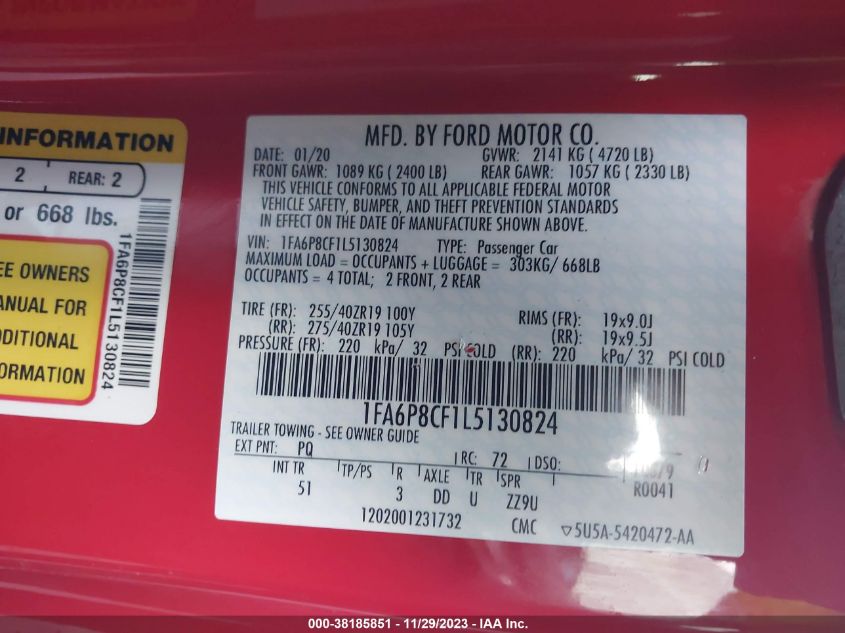 INFORMATION
2 REAR: 2
or 668 lbs.
EE OWNERS
ANUAL FOR
DDITIONAL
ORMATION
1FA6P8CF1L5130824
MFD. BY FORD MOTOR CO.
DATE: 01/20 GVWR: 2141 KG ( 4720 LB)
FRONT GAWR: 1089 KG ( 2400 LB) REAR GAWR: 1057 KG ( 2330 LB)
THIS VEHICLE CONFORMS TO ALL APPLICABLE FEDERAL MOTOR
VEHICLE SAFETY, BUMPER, AND THEFT PREVENTION STANDARDS
IN EFFECT ON THE DATE OF MANUFACTURE SHOWN ABOVE.
VIN: 1FA6P8CF1L5130824 TYPE: Passenger Car
MAXIMUM LOAD = OCCUPANTS + LUGGAGE = 303KG/ 668LB
OCCUPANTS = 4 TOTAL; 2 FRONT, 2 REAR
TIRE (FR): 255/40ZR19 100Y RIMS (FR): 19x9.0J
(RR): 275/40ZR19 105Y (RR): 19x9.5J
PRESSURE (FR): 220 kPa/ 32 PSI COLD (RR): 220 kPa/ 32 PSI COLD
1FA6P8CF1L5130824
TRAILER TOWING - SEE OWNER GUIDE
EXT PNT: PQ RC: 72 DSO:
INT TR TP/PS R AXLE TR SPR R0041
51 3 DD U ZZ9U
1202001231732 CMC ▽5U5A-5420472-AA
000-38185851 - 11/29/2023 - IAA Inc.